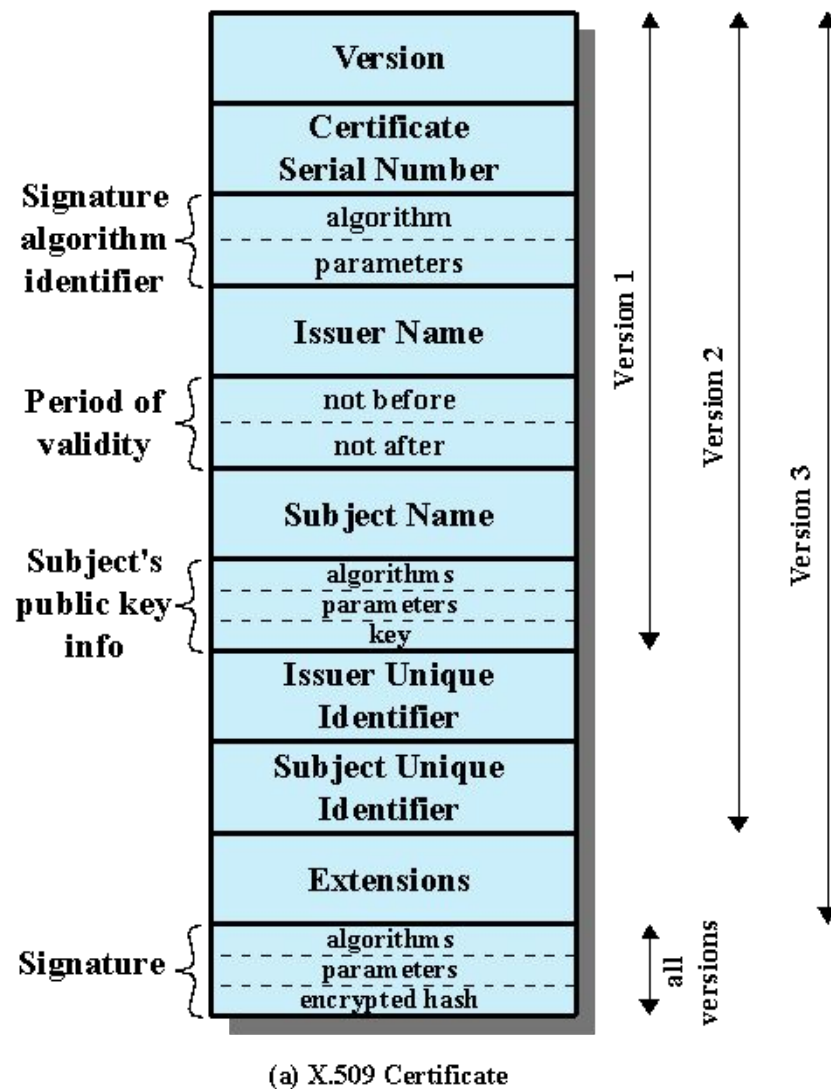 Version
Certificate
Serial Number
Signature
algorithm
identifier
algorithm
parameters
Issuer Name
Period of
validity
not before
not after
Subject Name
Subject's
public key
info
algorithms
parameters
key
Issuer Unique
Identifier
Subject Unique
Identifier
Extensions
Signature
algorithms
parameters
encrypted hash
Version 1
Version 2
Version 3
all
versions
(a) X.509 Certificate